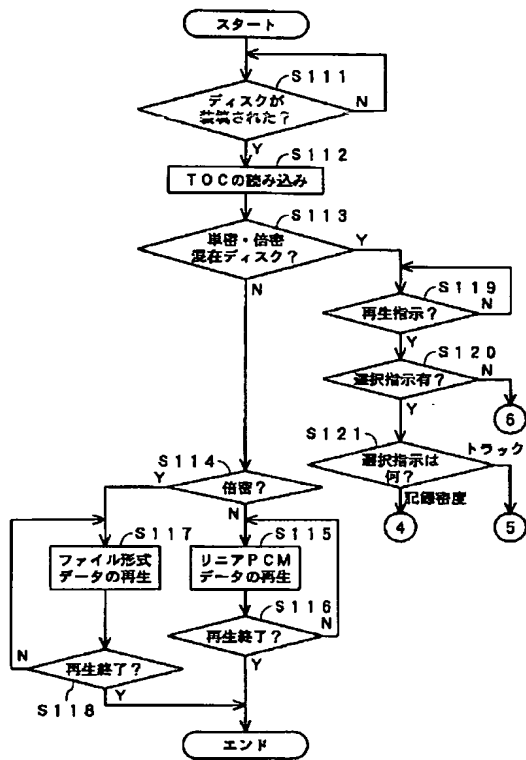 スタート
S111
ディスクが
装填された?
N
Y
S112
TOCの読み込み
S113
単密・倍密
混在ディスク?
Y
N
S119
再生指示?
N
Y
S120
選択指示有?
N
Y
6
S121
選択指示は
何?
トラック
記録密度
4
5
S114
倍密?
Y
N
S117
ファイル形式
データの再生
S115
リニアPCM
データの再生
S116
再生終了?
N
Y
再生終了?
N
Y
S118
エンド